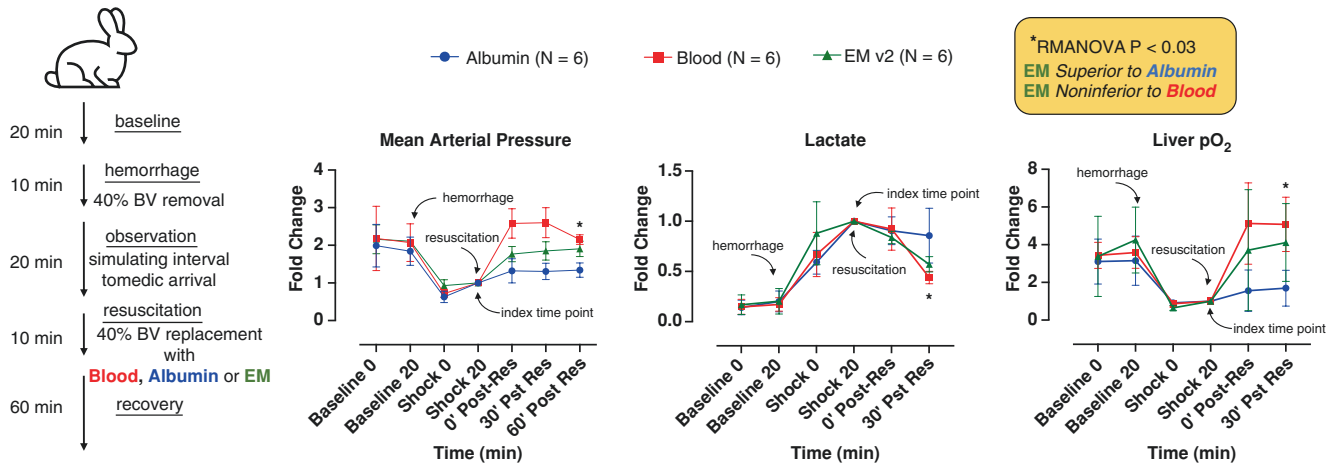 20 min
baseline
10 min
hemorrhage
40% BV removal
20 min
observation
simulating interval
tomedic arrival
10 min
resuscitation
40% BV replacement
with
Blood, Albumin or EM
60 min
recovery
Albumin (N = 6)
Blood (N = 6)
EM v2 (N = 6)
*RMANOVA P < 0.03
EM Superior to Albumin
EM Noninferior to Blood
Mean Arterial Pressure
Fold Change
4
3
2
1
0
hemorrhage
resuscitation
index time point
*
Baseline 0
Baseline 20
Shock 0
Shock 20
0' Post-Res
30' Pst Res
60' Post Res
Time (min)
Lactate
Fold Change
1.5
1.0
0.5
0.0
hemorrhage
index time point
resuscitation
*
Baseline 0
Baseline 20
Shock 0
Shock 20
0' Post-Res
30' Pst Res
Time (min)
Liver pO2
Fold Change
8
6
4
2
0
hemorrhage
resuscitation
index time point
*
Baseline 0
Baseline 20
Shock 0
Shock 20
0' Post-Res
30' Pst Res
Time (min)